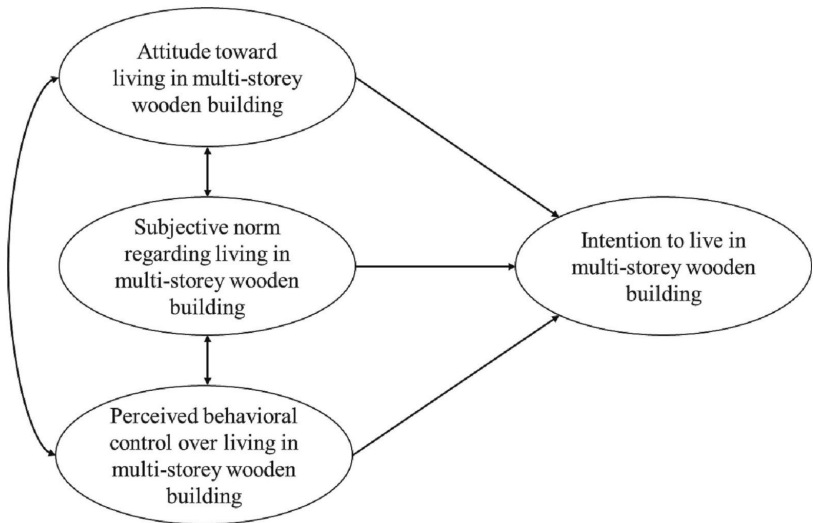 Attitude toward
living in multi-storey
wooden building
Subjective norm
regarding living in
multi-storey wooden
building
Intention to live in
multi-storey wooden
building
Perceived behavioral
control over living in
multi-storey wooden
building